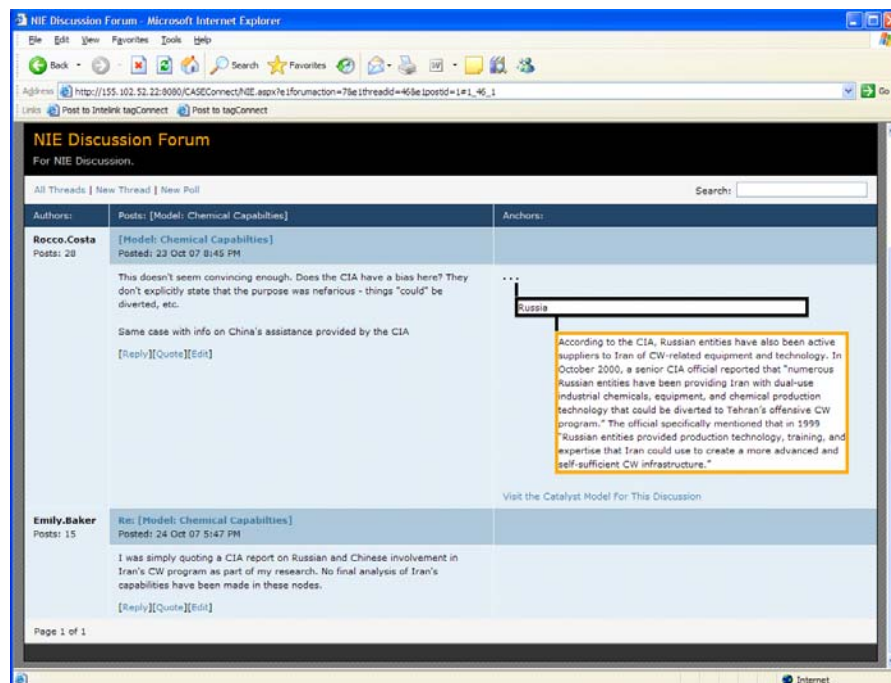 NIE Discussion Forum - Microsoft Internet Explorer
File Edit View Favorites Tools Help
Back Search Favorites
Address http://155.102.52.22:8080/CASEConnect/NIE.aspx?e1forumaction=7&e1threadid=46&e1postid=1#1_46_1 Go
Links Post to Intelink tagConnect Post to tagConnect
NIE Discussion Forum
For NIE Discussion.
All Threads | New Thread | New Poll Search:
Authors: Posts: [Model: Chemical Capabilties] Anchors:
Rocco.Costa
Posts: 28
[Model: Chemical Capabilties]
Posted: 23 Oct 07 8:45 PM
This doesn't seem convincing enough. Does the CIA have a bias here? They
don't explicitly state that the purpose was nefarious - things "could" be
diverted, etc.
Same case with info on China's assistance provided by the CIA
[Reply][Quote][Edit]
...
Russia
According to the CIA, Russian entities have also been active
suppliers to Iran of CW-related equipment and technology. In
October 2000, a senior CIA official reported that "numerous
Russian entities have been providing Iran with dual-use
industrial chemicals, equipment, and chemical production
technology that could be diverted to Tehran's offensive CW
program." The official specifically mentioned that in 1999
"Russian entities provided production technology, training, and
expertise that Iran could use to create a more advanced and
self-sufficient CW infrastructure."
Visit the Catalyst Model For This Discussion
Emily.Baker
Posts: 15
Re: [Model: Chemical Capabilties]
Posted: 24 Oct 07 5:47 PM
I was simply quoting a CIA report on Russian and Chinese involvement in
Iran's CW program as part of my research. No final analysis of Iran's
capabilities have been made in these nodes.
[Reply][Quote][Edit]
Page 1 of 1
Internet